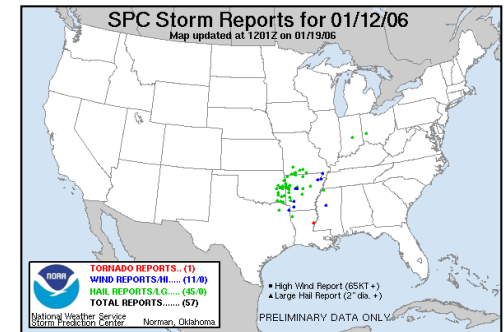 SPC Storm Reports for 01/12/06
Map updated at 1201Z on 01/19/06
TORNADO REPORTS.. (1)
WIND REPORTS/HI..... (11/0)
HAIL REPORTS/LG..... (45/0)
TOTAL REPORTS....... (57)
NOAA
National Weather Service
Storm Prediction Center Norman, Oklahoma
High Wind Report (65KT +)
Large Hail Report (2" dia. +)
PRELIMINARY DATA ONLY